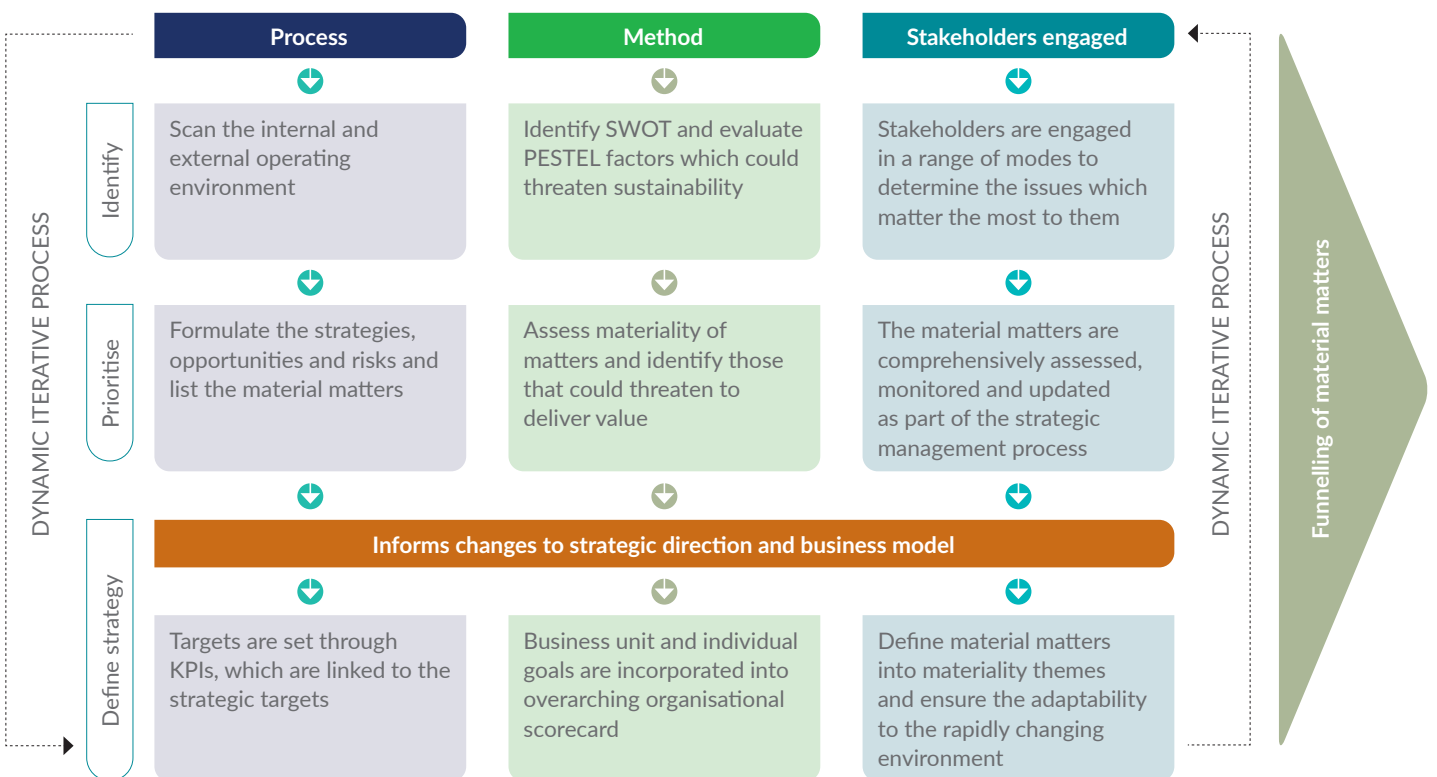 Process
Method
Stakeholders engaged
DYNAMIC ITERATIVE PROCESS
Identify
Scan the internal and
external operating
environment
Identify SWOT and evaluate
PESTEL factors which could
threaten sustainability
Stakeholders are engaged
in a range of modes to
determine the issues which
matter the most to them
Prioritise
Formulate the strategies,
opportunities and risks and
list the material matters
Assess materiality of
matters and identify those
that could threaten to
deliver value
The material matters are
comprehensively assessed,
monitored and updated
as part of the strategic
management process
Define strategy
Informs changes to strategic direction and business model
Targets are set through
KPIs, which are linked to the
strategic targets
Business unit and individual
goals are incorporated into
overarching organisational
scorecard
Define material matters
into materiality themes
and ensure the adaptability
to the rapidly changing
environment
DYNAMIC ITERATIVE PROCESS
Funnelling of material matters